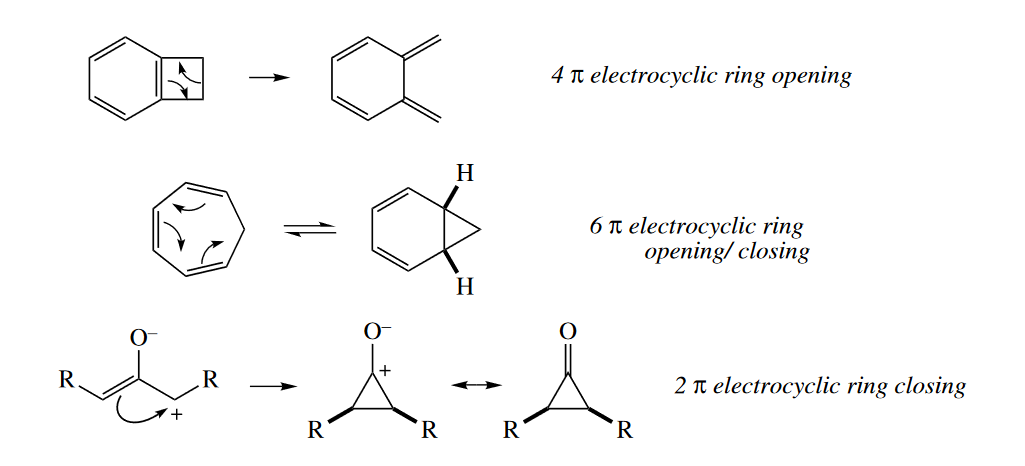 4 π electrocyclic ring opening
H
6 π electrocyclic ring
opening/ closing
H
O⁻ O⁻ O
R R +
+ R R R R
2 π electrocyclic ring closing